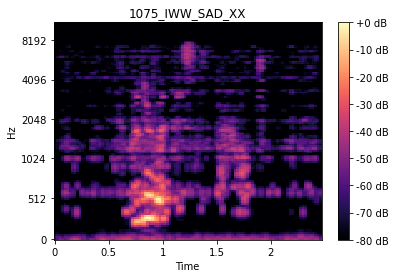 1075_IWW_SAD_XX
8192
4096
2048
1024
512
0
Hz
0
0.5
1
1.5
2
Time
+0 dB
-10 dB
-20 dB
-30 dB
-40 dB
-50 dB
-60 dB
-70 dB
-80 dB